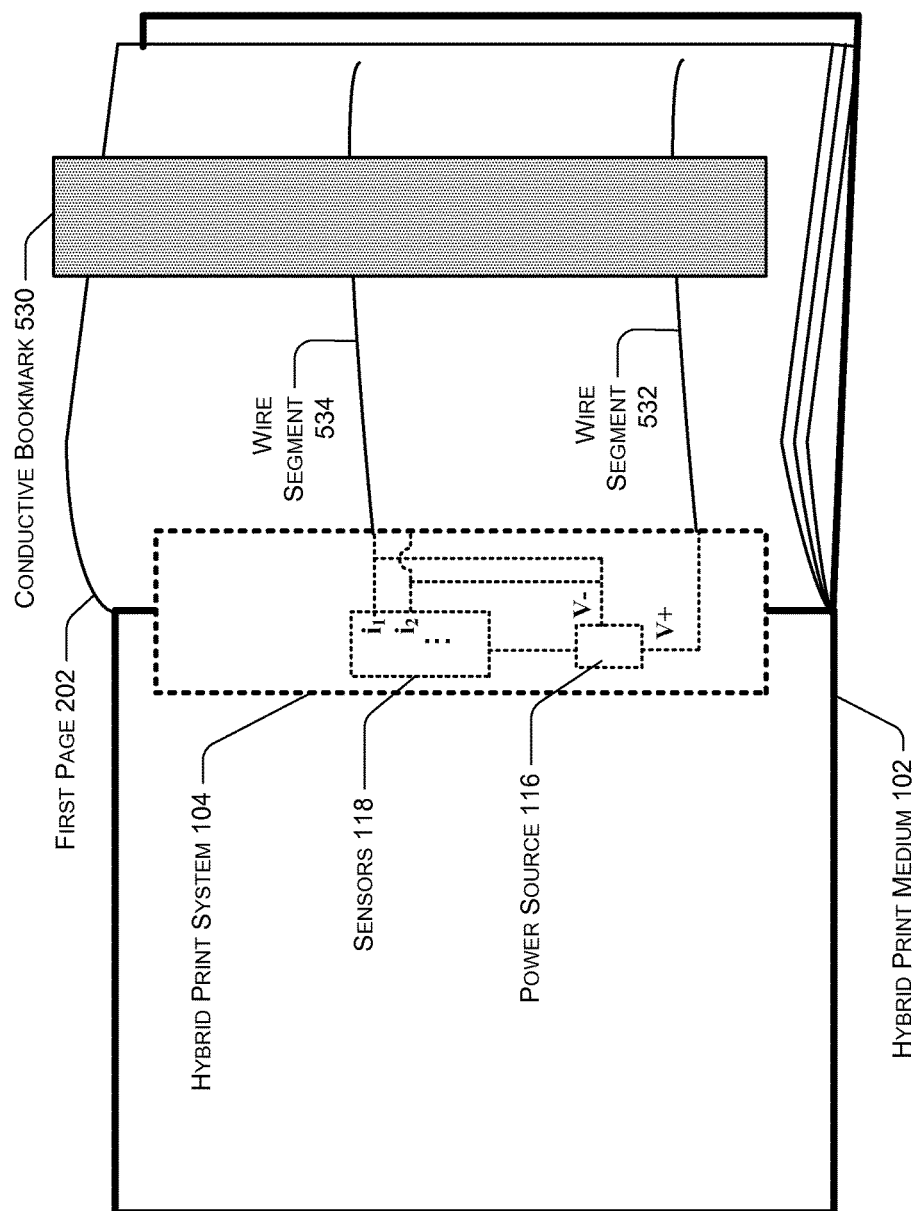 CONDUCTIVE BOOKMARK 530
FIRST PAGE 202
WIRE
SEGMENT
534
WIRE
SEGMENT
532
HYBRID PRINT SYSTEM 104
i1
i2
...
V-
V+
SENSORS 118
POWER SOURCE 116
HYBRID PRINT MEDIUM 102